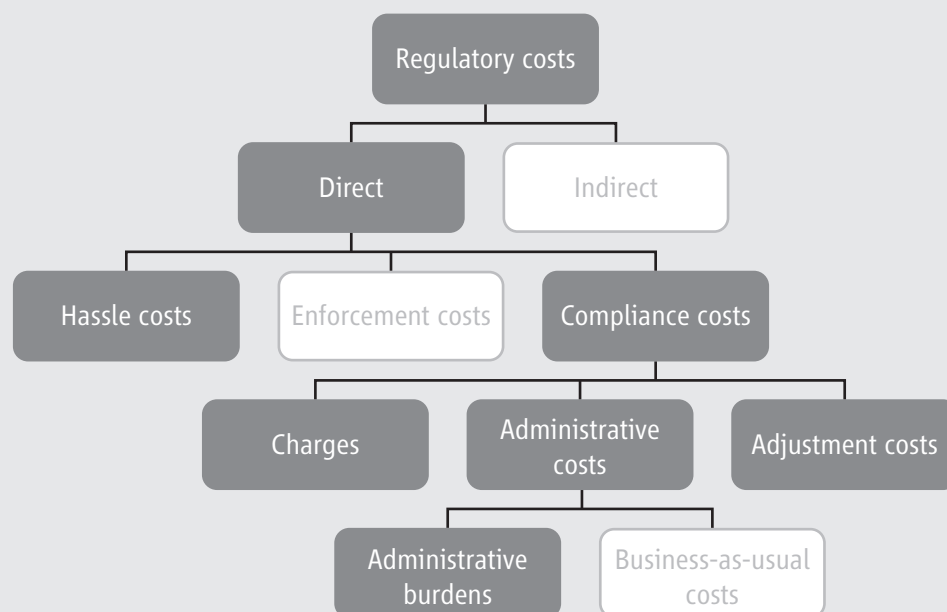 Regulatory costs
Direct
Indirect
Hassle costs
Enforcement costs
Compliance costs
Charges
Administrative
costs
Adjustment costs
Administrative
burdens
Business-as-usual
costs